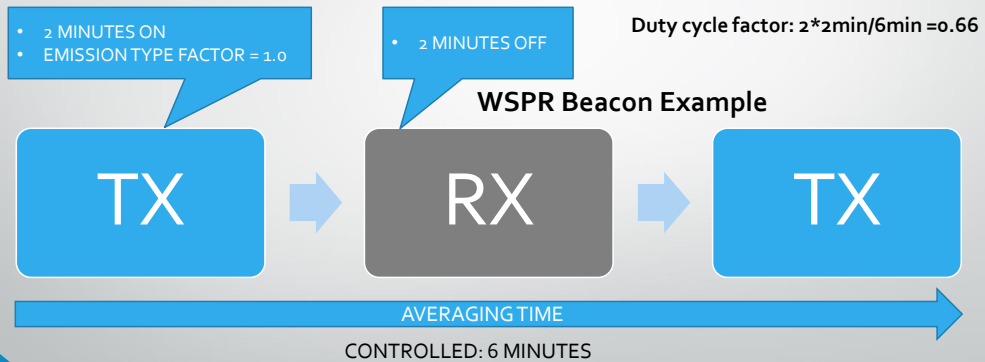 • 2 MINUTES ON
• EMISSION TYPE FACTOR = 1.0
• 2 MINUTES OFF
Duty cycle factor: 2*2min/6min =0.66
WSPR Beacon Example
TX
RX
TX
AVERAGING TIME
CONTROLLED: 6 MINUTES